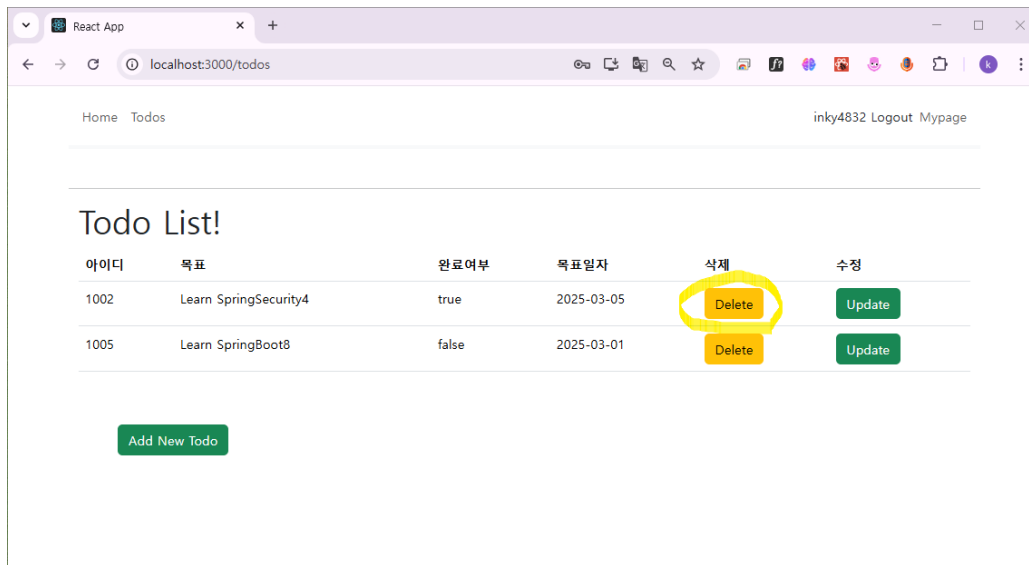 React App
localhost:3000/todos
f?
k
Home Todos inky4832 Logout Mypage
Todo List!
아이디 목표 완료여부 목표일자 삭제 수정
1002 Learn SpringSecurity4 true 2025-03-05 Delete Update
1005 Learn SpringBoot8 false 2025-03-01 Delete Update
Add New Todo